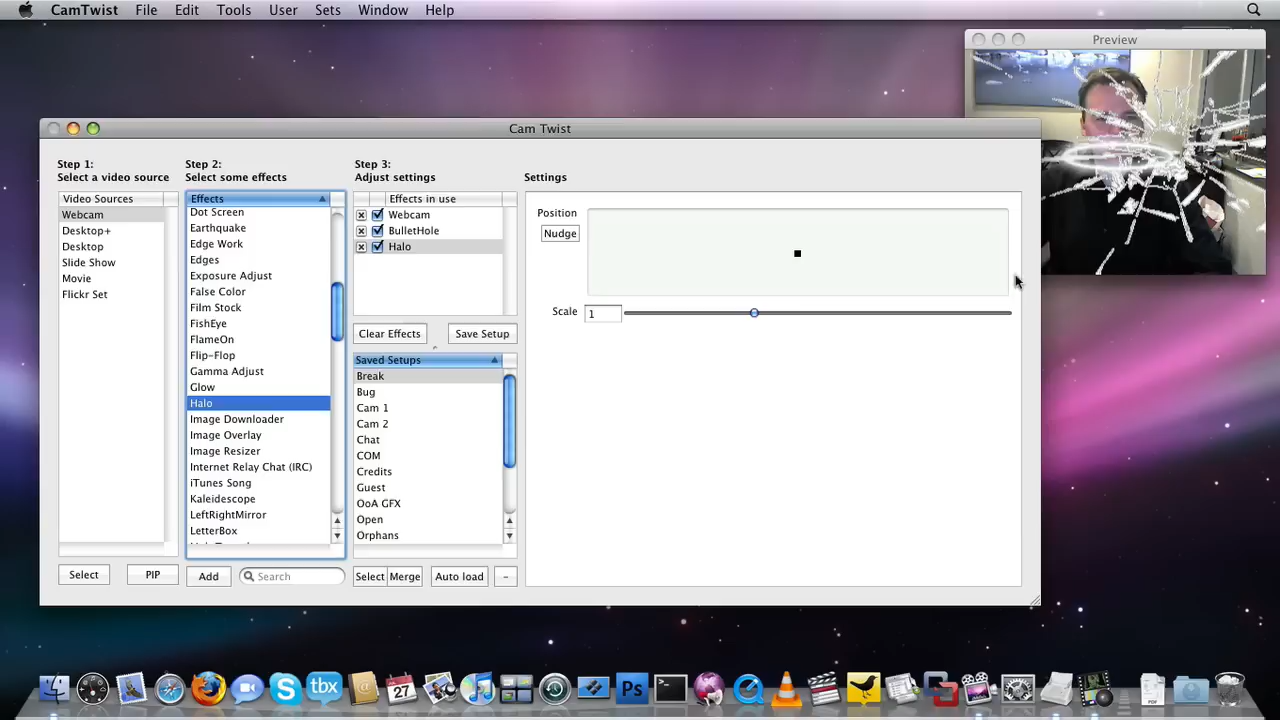 CamTwist File Edit Tools User Sets Window Help
Preview
Cam Twist
Step 1:
Select a video source
Video Sources
Webcam
Desktop+
Desktop
Slide Show
Movie
Flickr Set
Select PIP
Step 2:
Select some effects
Effects
Dot Screen
Earthquake
Edge Work
Edges
Exposure Adjust
False Color
Film Stock
FishEye
FlameOn
Flip-Flop
Gamma Adjust
Glow
Halo
Image Downloader
Image Overlay
Image Resizer
Internet Relay Chat (IRC)
iTunes Song
Kaleidescope
LeftRightMirror
LetterBox
Add Search
Step 3:
Adjust settings
Effects in use
Webcam
BulletHole
Halo
Clear Effects Save Setup
Saved Setups
Break
Bug
Cam 1
Cam 2
Chat
COM
Credits
Guest
OoA GFX
Open
Orphans
Select Merge Auto load -
Settings
Position
Nudge
Scale 1
tbx
27
Ps
PDF